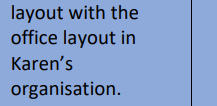 layout with the
office layout in
Karen’s
organisation.